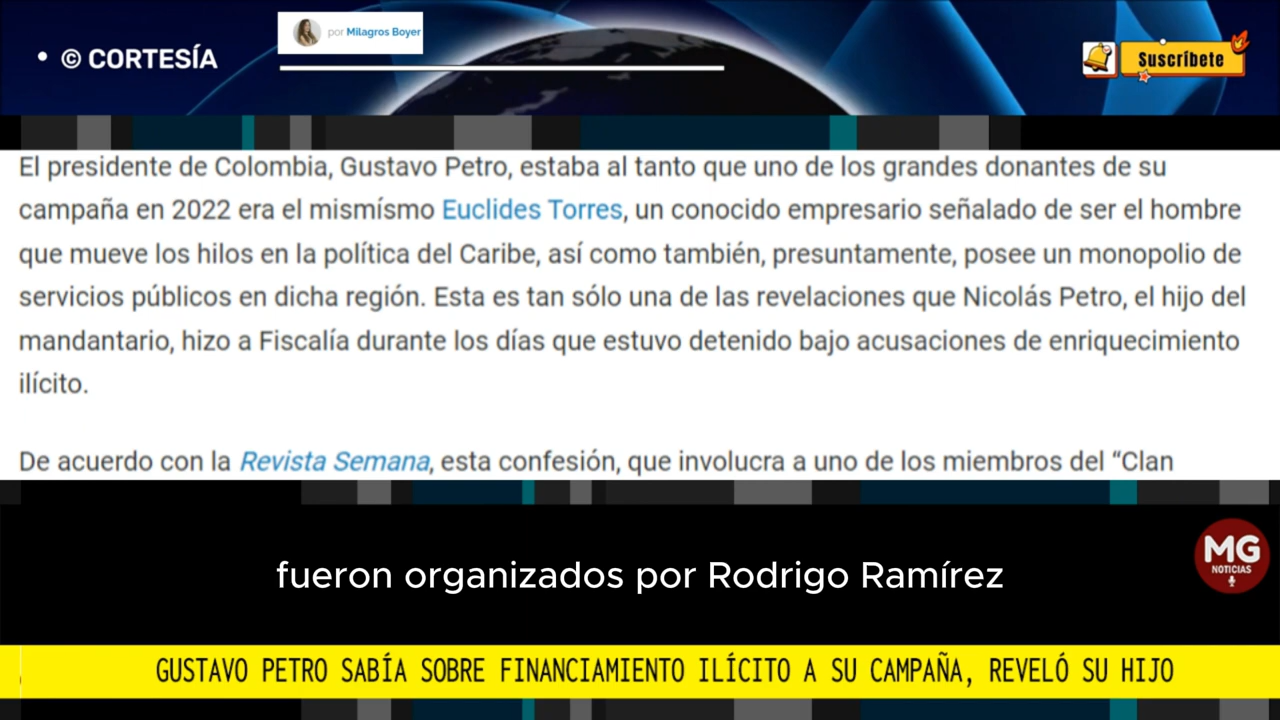 • © CORTESÍA
por Milagros Boyer
Suscríbete
El presidente de Colombia, Gustavo Petro, estaba al tanto que uno de los grandes donantes de su
campaña en 2022 era el mismísmo Euclides Torres, un conocido empresario señalado de ser el hombre
que mueve los hilos en la política del Caribe, así como también, presuntamente, posee un monopolio de
servicios públicos en dicha región. Esta es tan sólo una de las revelaciones que Nicolás Petro, el hijo del
mandantario, hizo a Fiscalía durante los días que estuvo detenido bajo acusaciones de enriquecimiento
ilícito.
De acuerdo con la Revista Semana, esta confesión, que involucra a uno de los miembros del “Clan
fueron organizados por Rodrigo Ramírez
MG
NOTICIAS
GUSTAVO PETRO SABÍA SOBRE FINANCIAMIENTO ILÍCITO A SU CAMPAÑA, REVELÓ SU HIJO